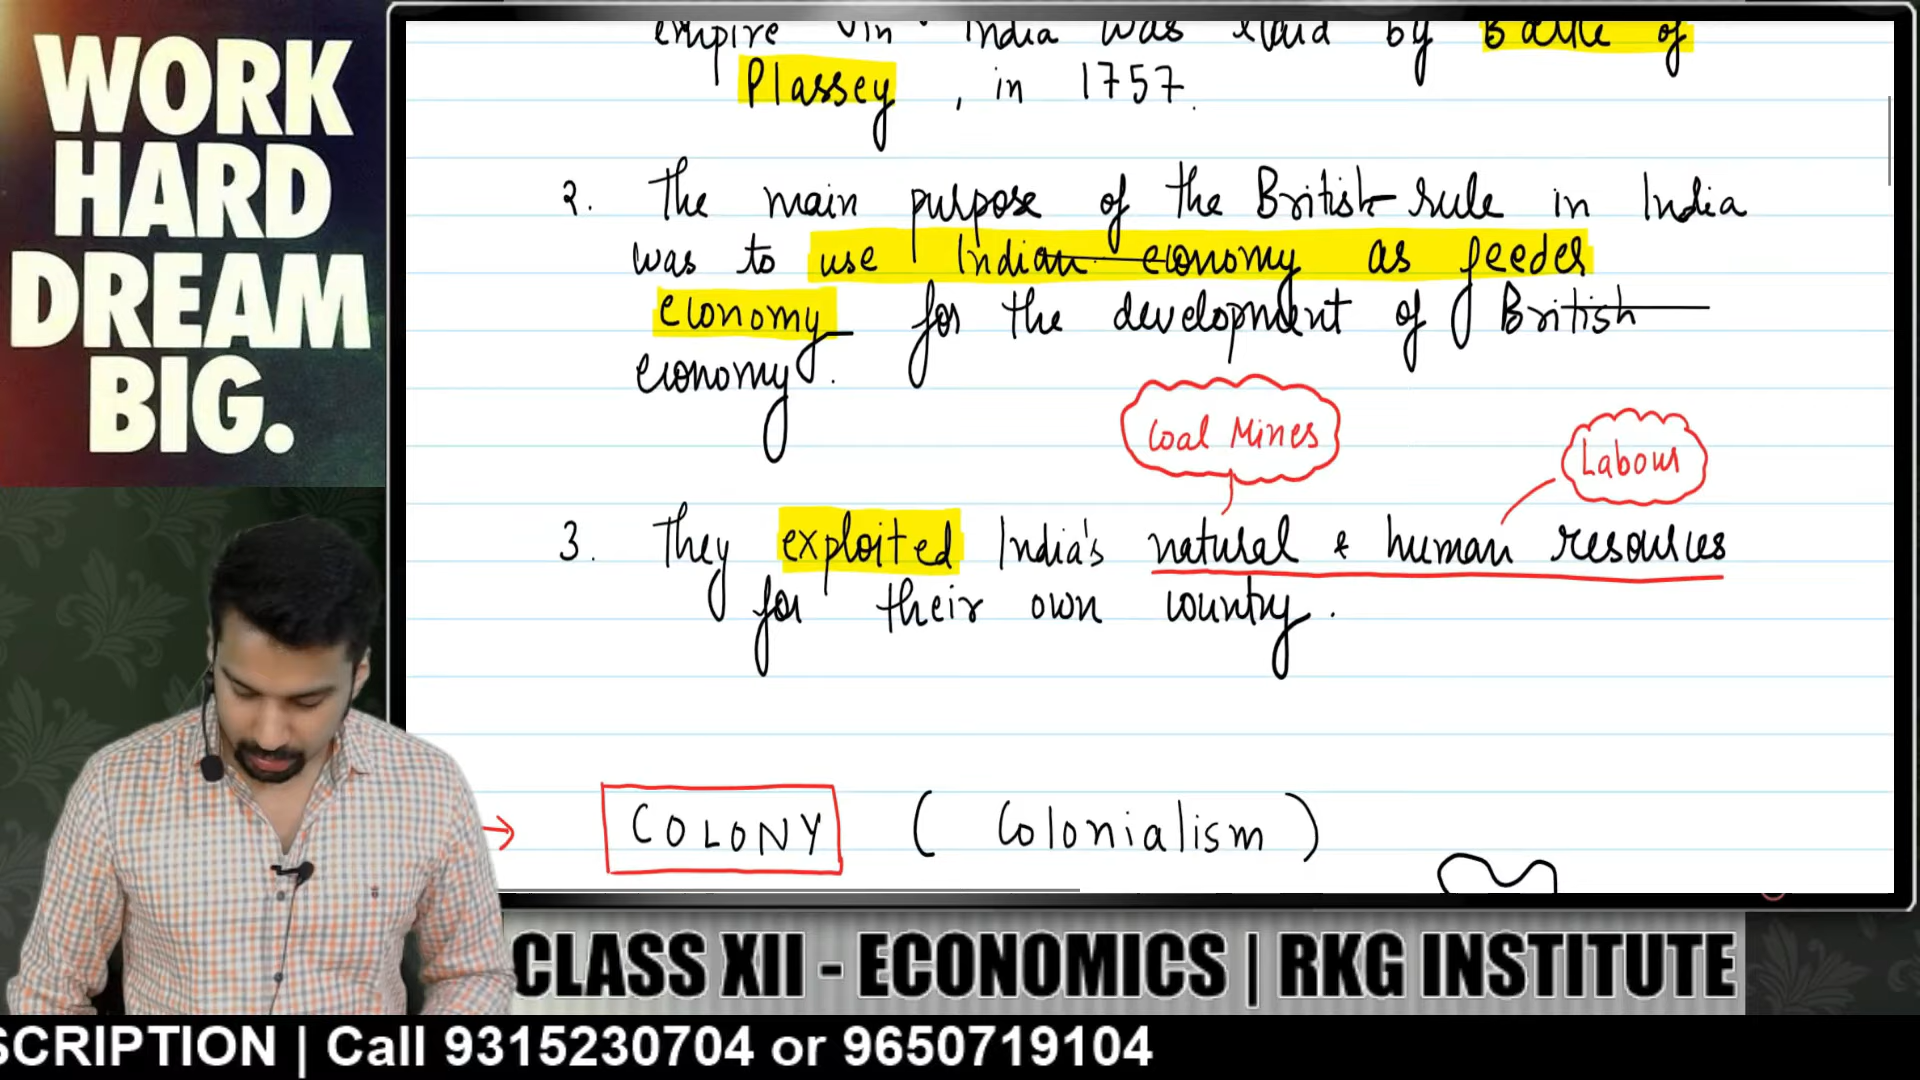 WORK
HARD
DREAM
BIG.
empire in India was laid by Battle of
Plassey, in 1757.
2. The main purpose of the British rule in India
was to use Indian economy as feeder
economy for the development of British
economy.
Coal Mines
Labour
3. They exploited India's natural & human resources
for their own country.
→ COLONY (Colonialism)
CLASS XII - ECONOMICS | RKG INSTITUTE
SCRIPTION | Call 9315230704 or 9650719104